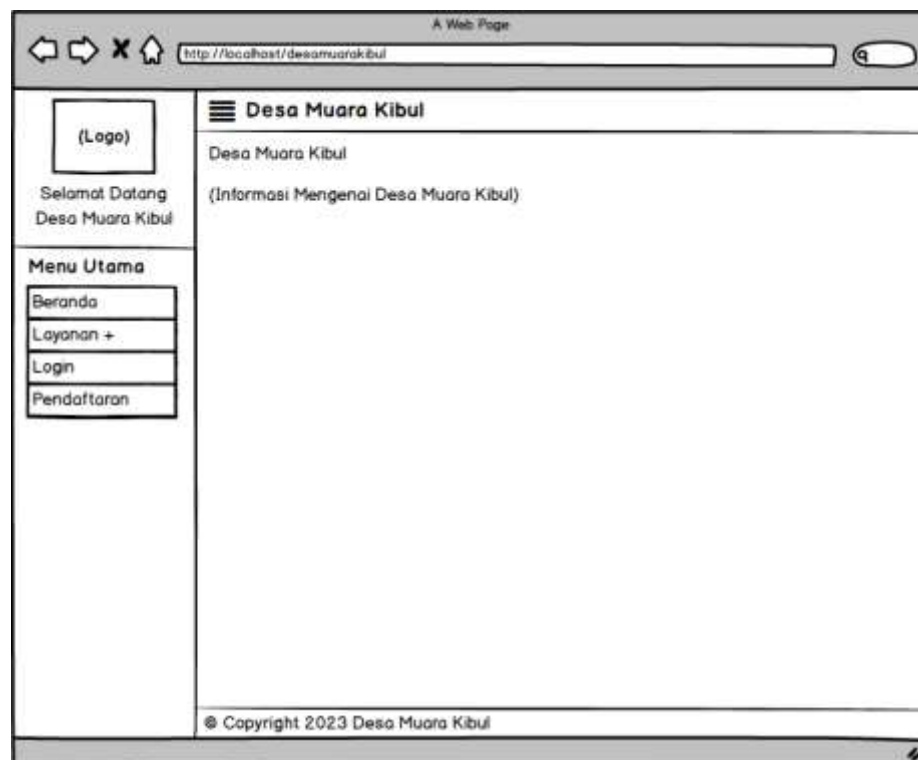 A Web Page
http://localhost/desamuarakibul
(Logo)
Selamat Datang
Desa Muara Kibul
Menu Utama
Beranda
Layanan +
Login
Pendaftaran
Desa Muara Kibul
Desa Muara Kibul
(Informasi Mengenai Desa Muara Kibul)
© Copyright 2023 Desa Muara Kibul